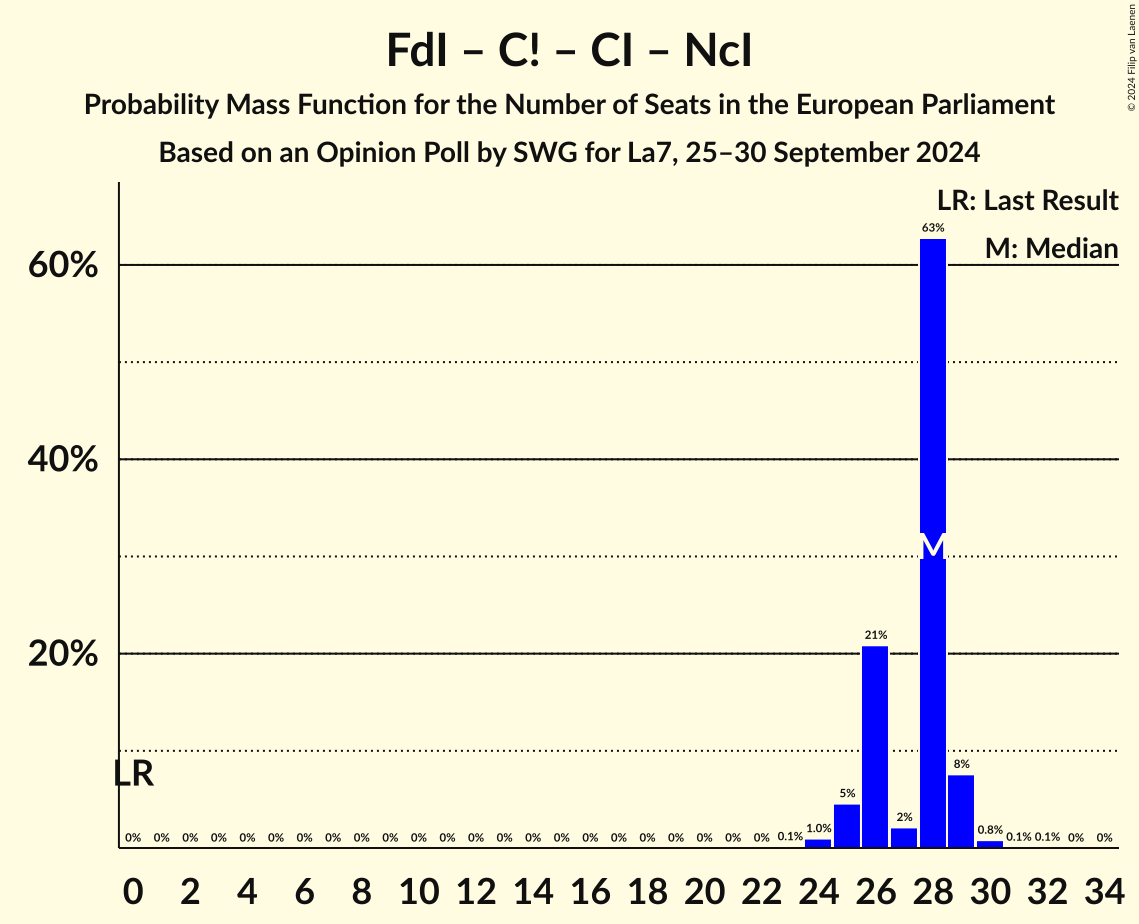 FdI – C! – CI – NcI
Probability Mass Function for the Number of Seats in the European Parliament
Based on an Opinion Poll by SWG for La7, 25–30 September 2024
© 2024 Filip van Laenen
LR: Last Result
M: Median
60%
40%
20%
63%
M
21%
LR
8%
5%
2%
0% 0% 0% 0% 0% 0% 0% 0% 0% 0% 0% 0% 0% 0% 0% 0% 0% 0% 0% 0% 0% 0% 0% 0.1% 1.0% 0.8% 0.1% 0.1% 0% 0%
0 2 4 6 8 10 12 14 16 18 20 22 24 26 28 30 32 34